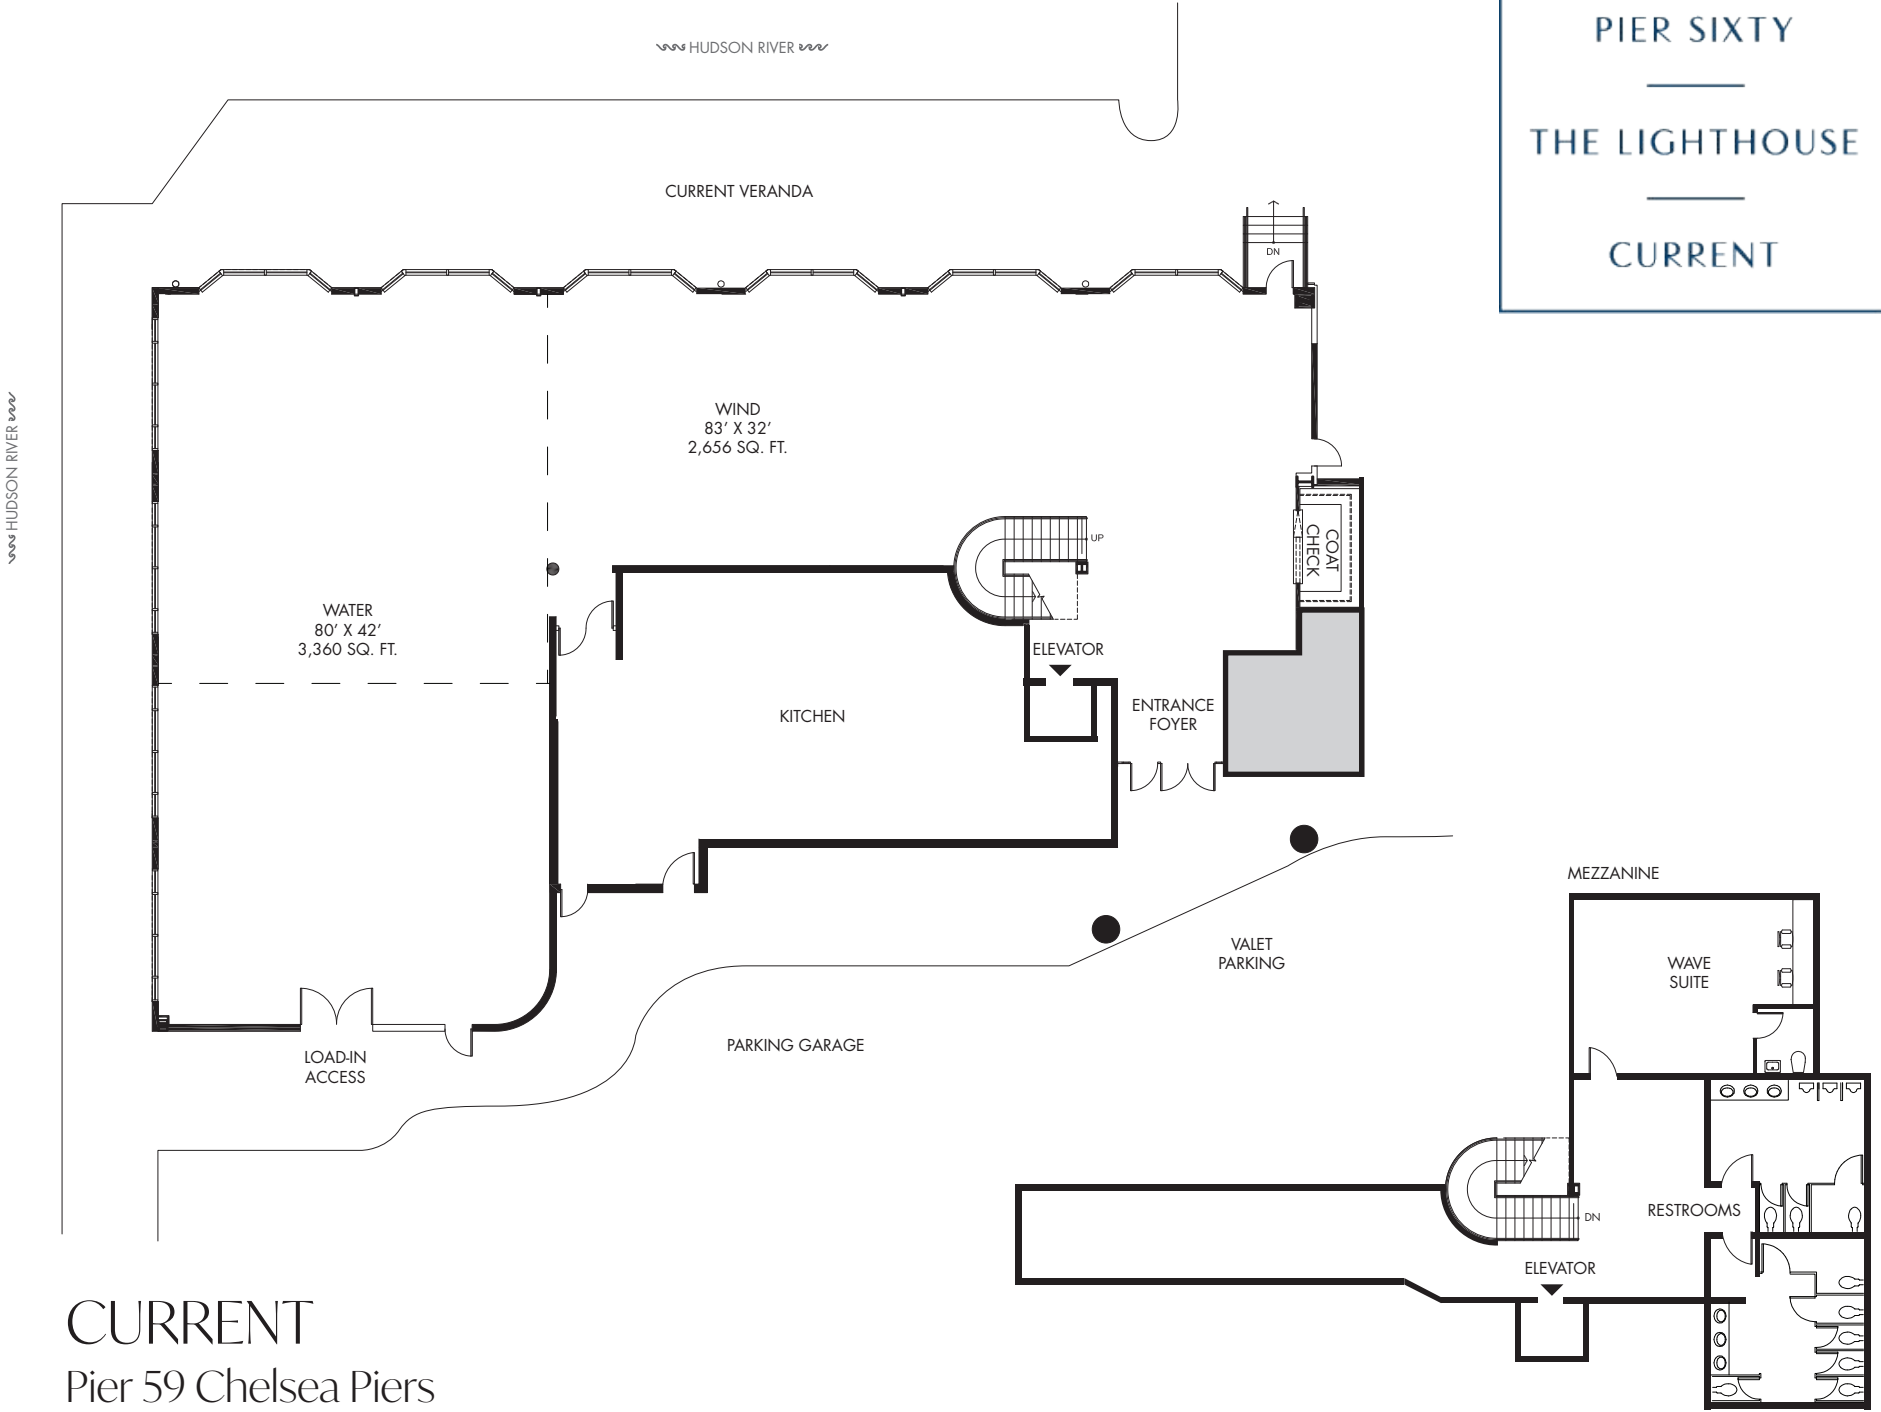 PIER SIXTY
THE LIGHTHOUSE
CURRENT
HUDSON RIVER
CURRENT VERANDA
DN
HUDSON RIVER
WIND
83’ X 32’
2,656 SQ. FT.
UP
COAT
CHECK
WATER
80’ X 42’
3,360 SQ. FT.
ELEVATOR
ENTRANCE
FOYER
KITCHEN
MEZZANINE
VALET
PARKING
WAVE
SUITE
PARKING GARAGE
LOAD-IN
ACCESS
RESTROOMS
DN
ELEVATOR
CURRENT
Pier 59 Chelsea Piers